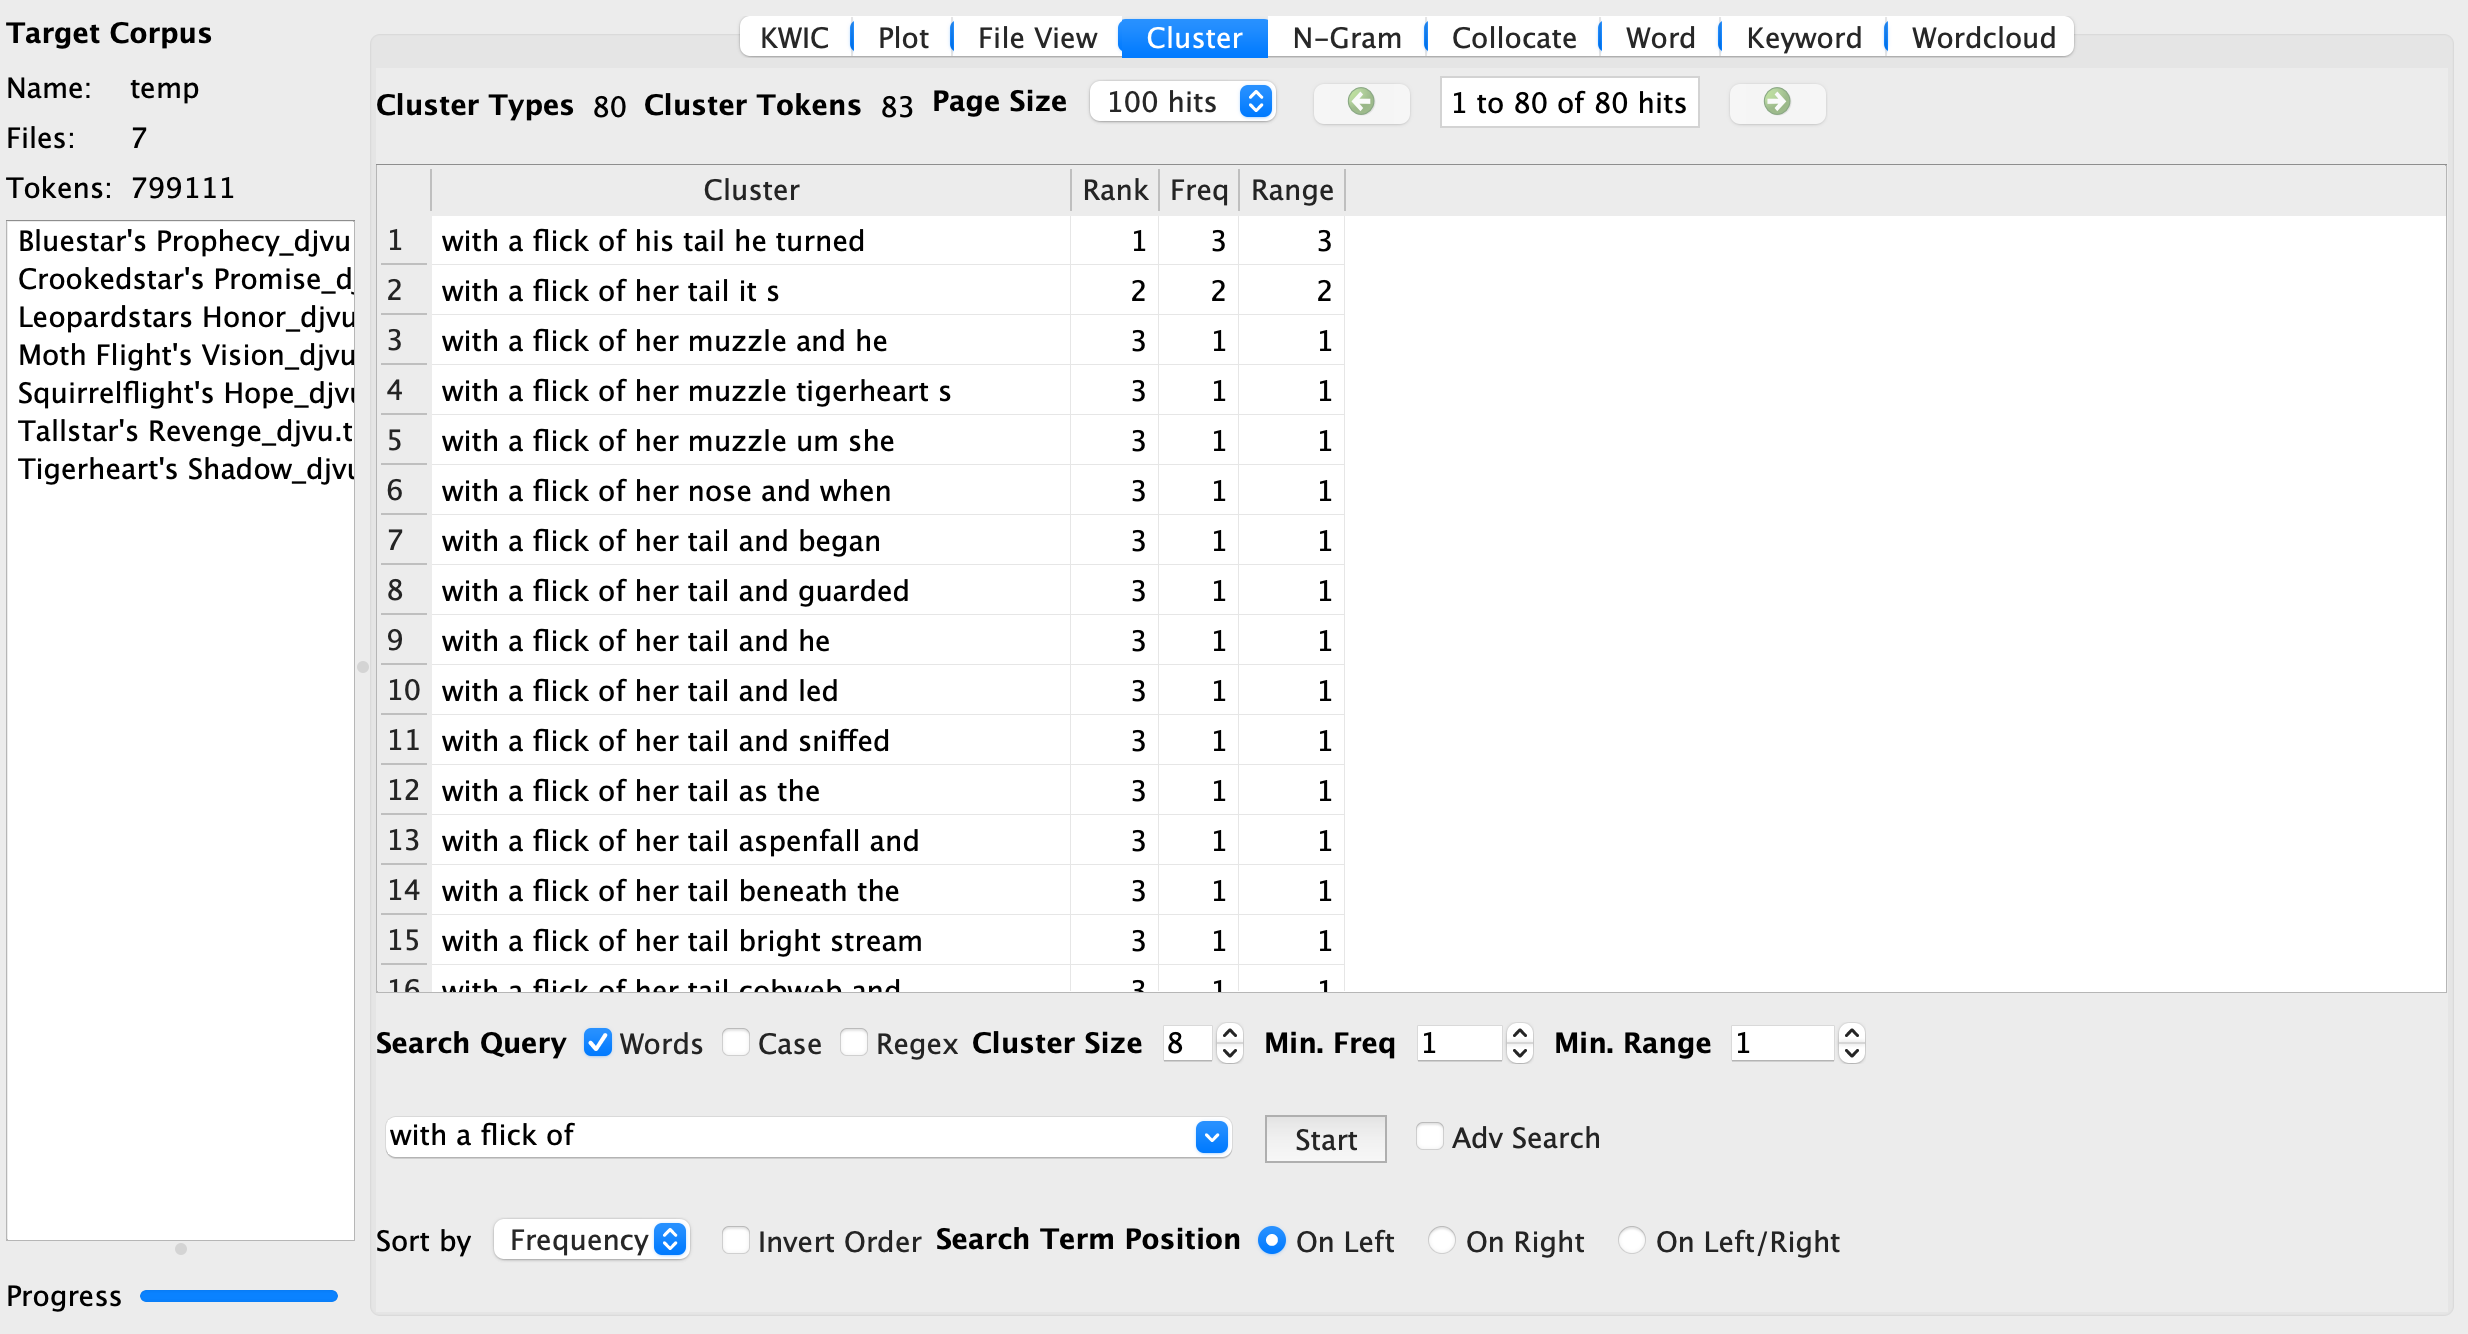 Target Corpus
Name: temp
Files: 7
Tokens: 799111
Bluestar's Prophecy_djvu
Crookedstar's Promise_dj
Leopardstars Honor_djvu
Moth Flight's Vision_djvu
Squirrelflight's Hope_djvu
Tallstar's Revenge_djvu.t
Tigerheart's Shadow_djvu
Progress
KWIC Plot File View Cluster N-Gram Collocate Word Keyword Wordcloud
Cluster Types 80 Cluster Tokens 83 Page Size 100 hits 1 to 80 of 80 hits
Cluster Rank Freq Range
1 with a flick of his tail he turned 1 3 3
2 with a flick of her tail it s 2 2 2
3 with a flick of her muzzle and he 3 1 1
4 with a flick of her muzzle tigerheart s 3 1 1
5 with a flick of her muzzle um she 3 1 1
6 with a flick of her nose and when 3 1 1
7 with a flick of her tail and began 3 1 1
8 with a flick of her tail and guarded 3 1 1
9 with a flick of her tail and he 3 1 1
10 with a flick of her tail and led 3 1 1
11 with a flick of her tail and sniffed 3 1 1
12 with a flick of her tail as the 3 1 1
13 with a flick of her tail aspenfall and 3 1 1
14 with a flick of her tail beneath the 3 1 1
15 with a flick of her tail bright stream 3 1 1
16 with a flick of her tail cobweb and 3 1 1
Search Query Words Case Regex Cluster Size 8 Min. Freq 1 Min. Range 1
with a flick of Start Adv Search
Sort by Frequency Invert Order Search Term Position On Left On Right On Left/Right